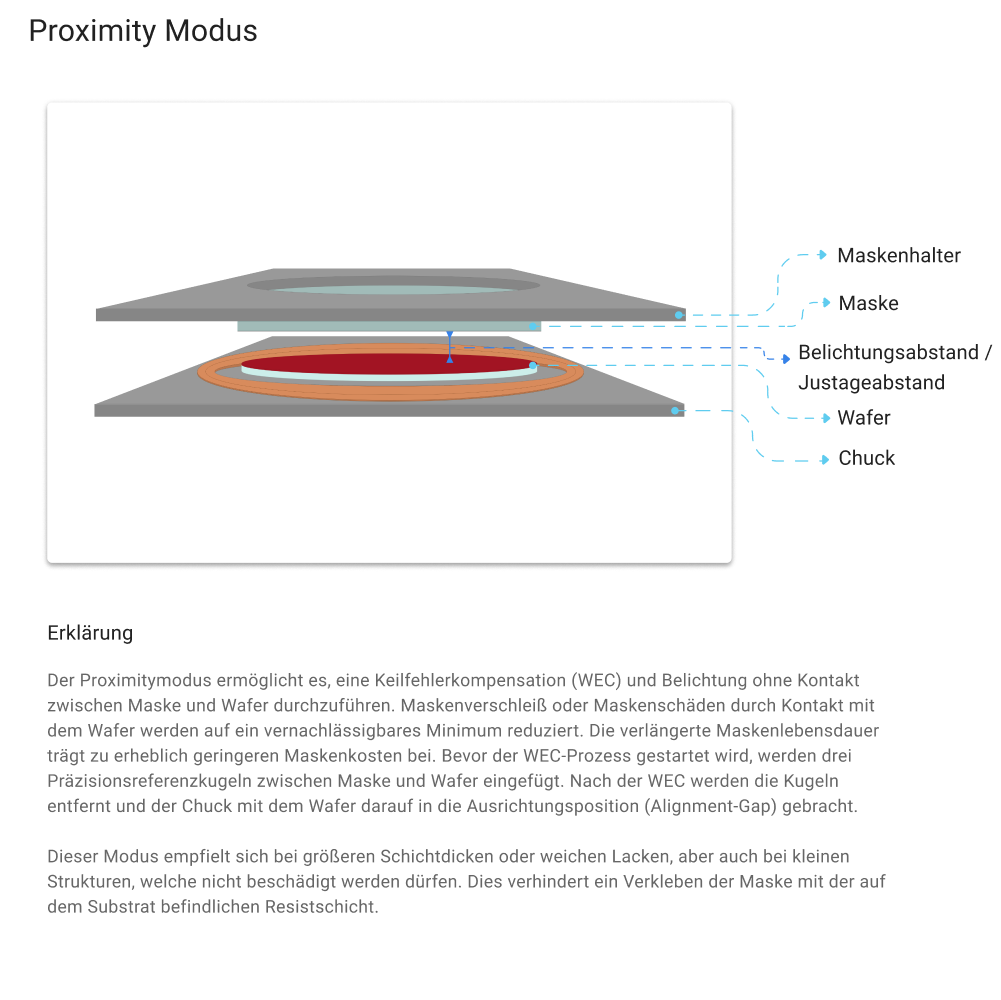 Proximity Modus
Maskenhalter
Maske
Belichtungsabstand /
Justageabstand
Wafer
Chuck
Erklärung
Der Proximitymodus ermöglicht es, eine Keilfehlerkompensation (WEC) und Belichtung ohne Kontakt
zwischen Maske und Wafer durchzuführen. Maskenverschleiß oder Maskenschäden durch Kontakt mit
dem Wafer werden auf ein vernachlässigbares Minimum reduziert. Die verlängerte Maskenlebensdauer
trägt zu erheblich geringeren Maskenkosten bei. Bevor der WEC-Prozess gestartet wird, werden drei
Präzisionsreferenzkugeln zwischen Maske und Wafer eingefügt. Nach der WEC werden die Kugeln
entfernt und der Chuck mit dem Wafer darauf in die Ausrichtungsposition (Alignment-Gap) gebracht.
Dieser Modus empfielt sich bei größeren Schichtdicken oder weichen Lacken, aber auch bei kleinen
Strukturen, welche nicht beschädigt werden dürfen. Dies verhindert ein Verkleben der Maske mit der auf
dem Substrat befindlichen Resistschicht.